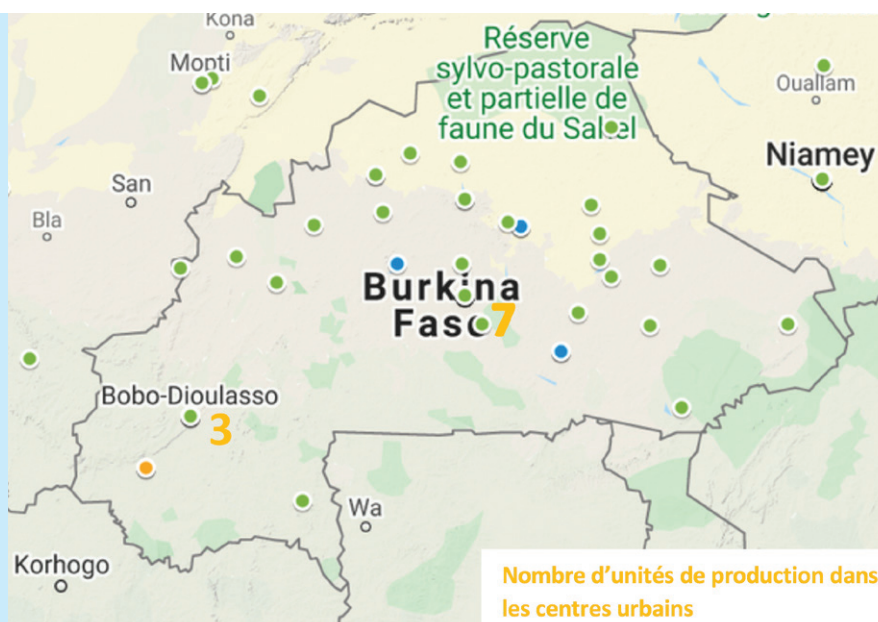 Kona
Réserve
sylvo-pastorale
et partielle de
faune du Sahel
Monti
Ouallam
Niamey
San
Bla
Burkina
Faso
7
Bobo-Dioulasso
3
Wa
Korhogo
Nombre d'unités de production dans
les centres urbains